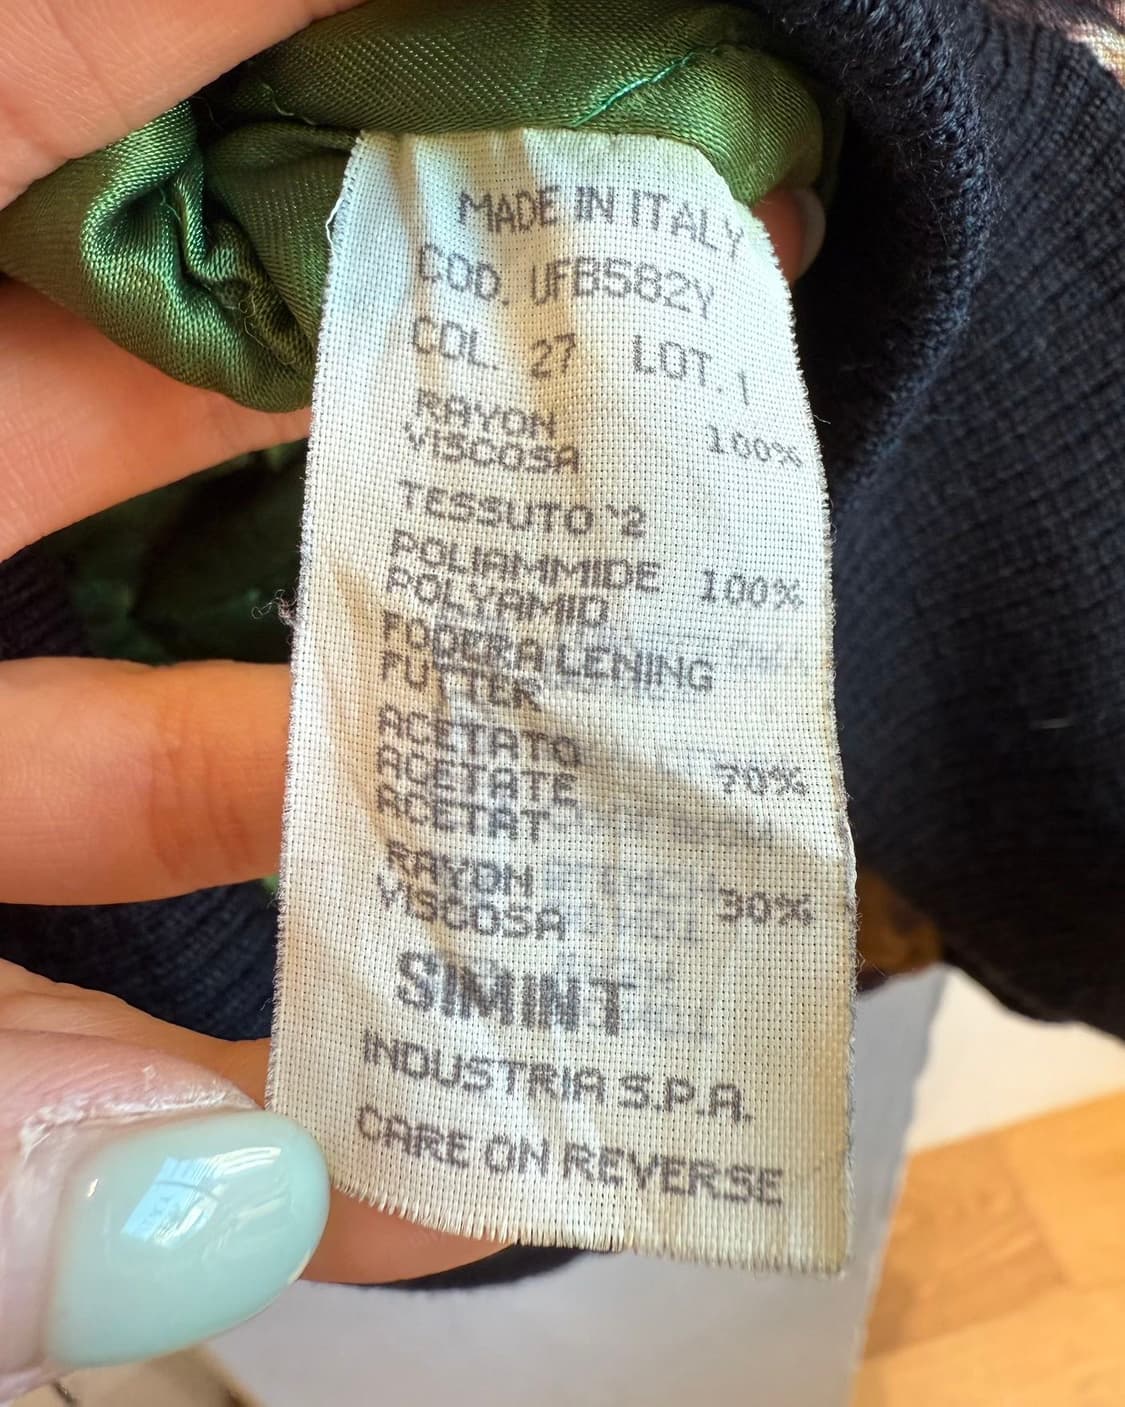 MADE IN ITALY
COD. UFB582Y
COL. 27 LOT. 1
RAYON
VISCOSA 100%
TESSUTO '2
POLIAMMIDE 100%
POLYAMID
FODERA LENING
FUTTER
ACETATO
ACETATE 70%
ACETAT
RAYON
VISCOSA 30%
SIMINT
INDUSTRIA S.P.A.
CARE ON REVERSE